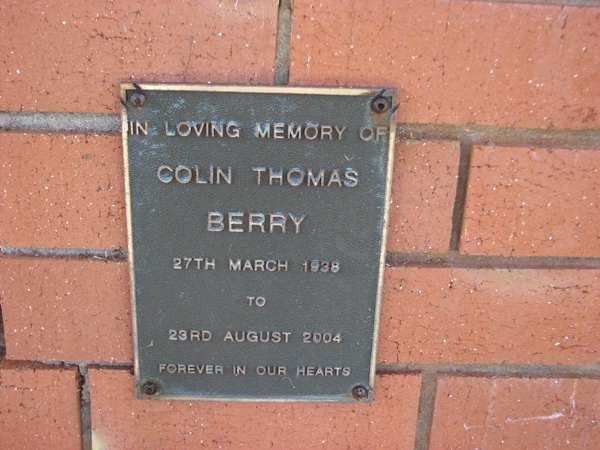 IN LOVING MEMORY OF
COLIN THOMAS
BERRY
27TH MARCH 1938
TO
23RD AUGUST 2004
FOREVER IN OUR HEARTS